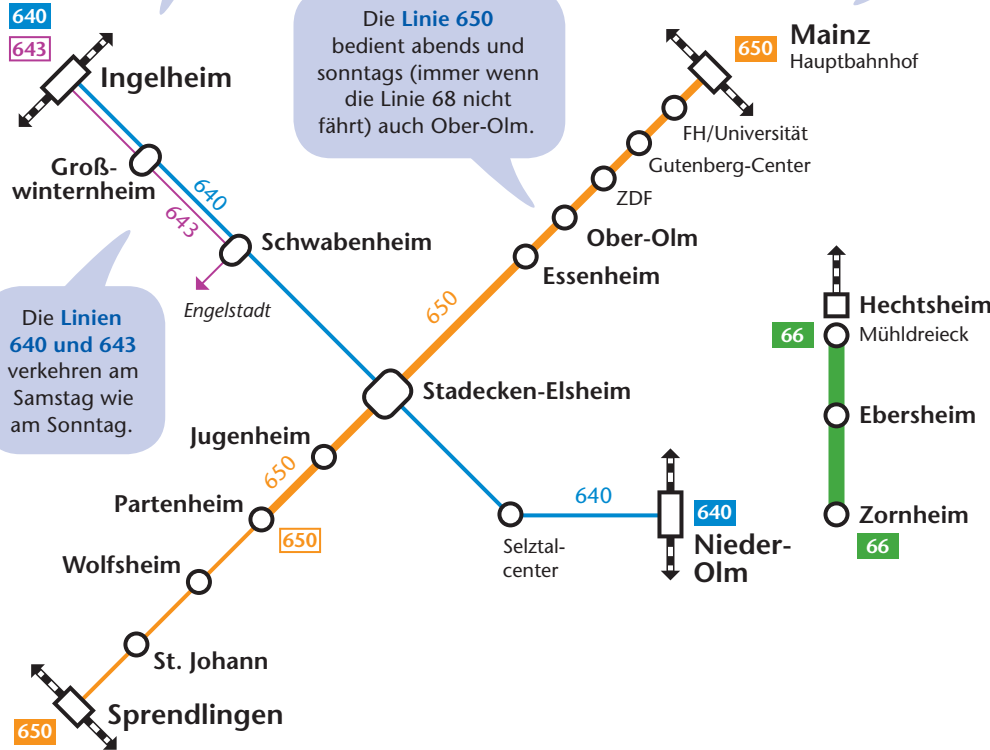 640
643
Ingelheim
Groß-
winternheim
640
643
Schwabenheim
Engelstadt
Die Linien
640 und 643
verkehren am
Samstag wie
am Sonntag.
Die Linie 650
bedient abends und
sonntags (immer wenn
die Linie 68 nicht
fährt) auch Ober-Olm.
650
Mainz
Hauptbahnhof
FH/Universität
Gutenberg-Center
ZDF
Ober-Olm
Essenheim
650
Stadecken-Elsheim
Jugenheim
650
Partenheim
650
Wolfsheim
St. Johann
650
Sprendlingen
Selztal-
center
640
640
Nieder-
Olm
Hechtsheim
66
Mühldreieck
Ebersheim
Zornheim
66